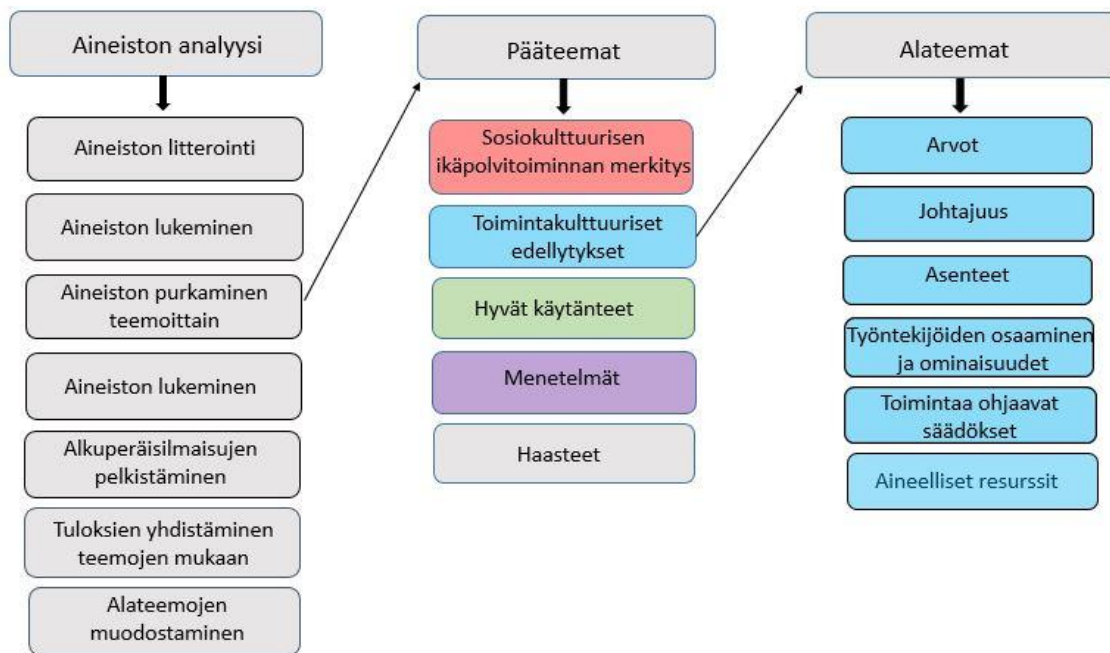 Aineiston analyysi
Aineiston litterointi
Aineiston lukeminen
Aineiston purkaminen
teemoittain
Aineiston lukeminen
Alkuperäisilmaisujen
pelkistäminen
Tuloksien yhdistäminen
teemojen mukaan
Alateemojen
muodostaminen
Pääteemat
Sosiokulttuurisen
ikäpolvitoiminnan merkitys
Toimintakulttuuriset
edellytykset
Hyvät käytänteet
Menetelmät
Haasteet
Alateemat
Arvot
Johtajuus
Asenteet
Työntekijöiden osaaminen
ja ominaisuudet
Toimintaa ohjaavat
säädökset
Aineelliset resurssit